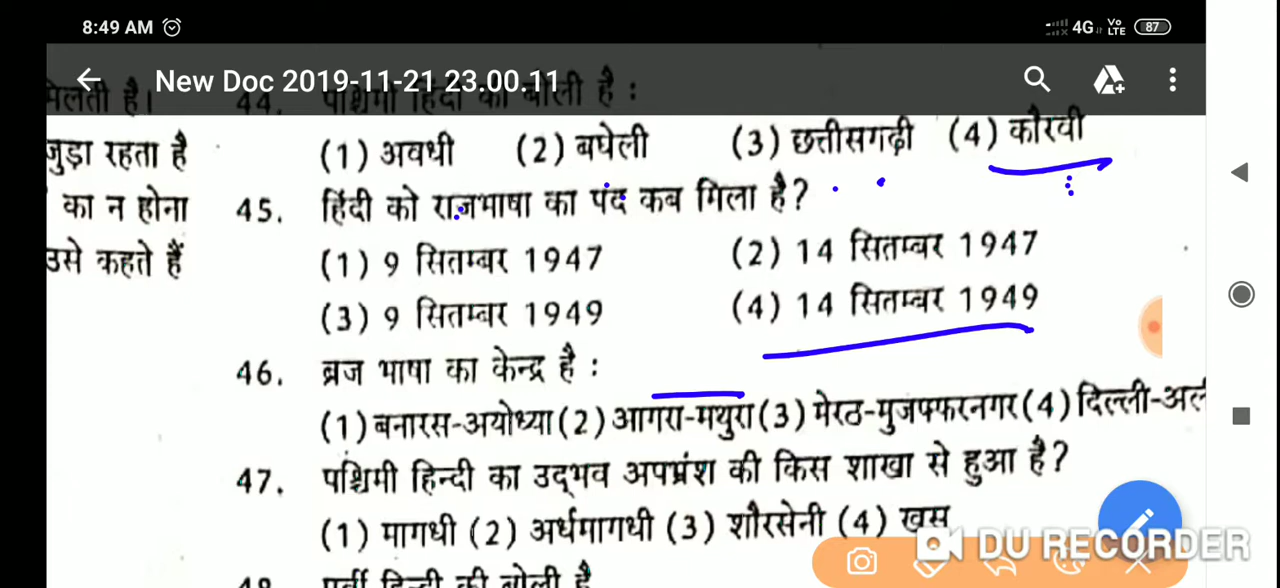 8:49 AM
4G Vo LTE 87
New Doc 2019-11-21 23.00.11
मिलती है। 44. पश्चिमी हिंदी की बोली है :
जुड़ा रहता है (1) अवधी (2) बघेली (3) छत्तीसगढ़ी (4) कौरवी
का न होना 45. हिंदी को राजभाषा का पद कब मिला है?
उसे कहते हैं (1) 9 सितम्बर 1947 (2) 14 सितम्बर 1947
(3) 9 सितम्बर 1949 (4) 14 सितम्बर 1949
46. ब्रज भाषा का केन्द्र है :
(1) बनारस-अयोध्या (2) आगरा-मथुरा (3) मेरठ-मुजफ्फरनगर (4) दिल्ली-अल
47. पश्चिमी हिन्दी का उद्भव अपभ्रंश की किस शाखा से हुआ है?
(1) मागधी (2) अर्धमागधी (3) शौरसेनी (4) खस
DU RECORDER
48. पूर्वी हिन्दी की बोली है